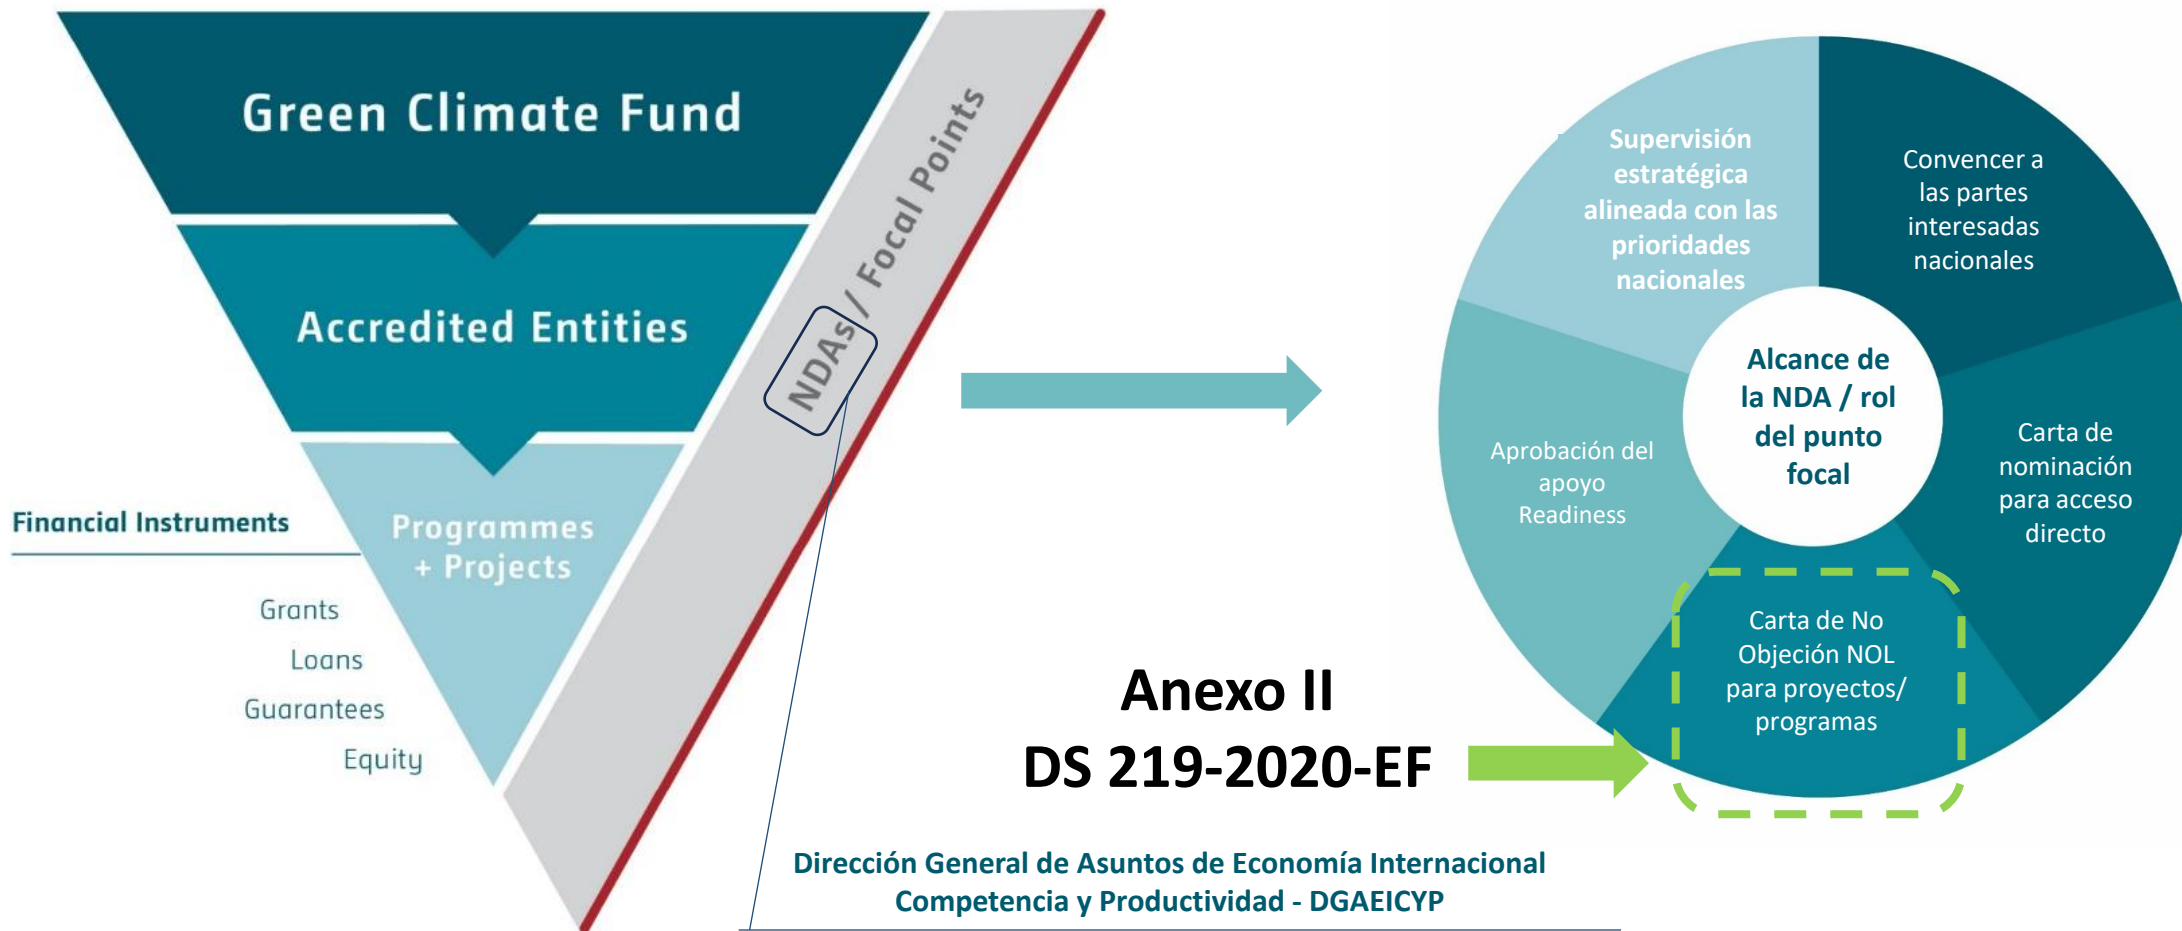 Green Climate Fund
Accredited Entities
Programmes
+ Projects
NDAs / Focal Points
Financial Instruments
Grants
Loans
Guarantees
Equity
Supervisión
estratégica
alineada con las
prioridades
nacionales
Convencer a
las partes
interesadas
nacionales
Alcance de
la NDA / rol
del punto
focal
Carta de
nominación
para acceso
directo
Aprobación del
apoyo
Readiness
Carta de No
Objeción NOL
para proyectos/
programas
Anexo II
DS 219-2020-EF
Dirección General de Asuntos de Economía Internacional
Competencia y Productividad - DGAEICYP